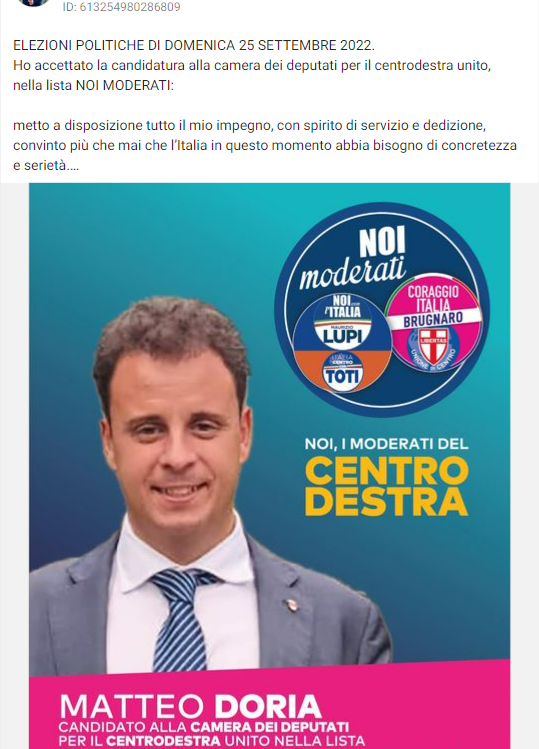 ID: 613254980286809
ELEZIONI POLITICHE DI DOMENICA 25 SETTEMBRE 2022.
Ho accettato la candidatura alla camera dei deputati per il centrodestra unito,
nella lista NOI MODERATI:
metto a disposizione tutto il mio impegno, con spirito di servizio e dedizione,
convinto più che mai che l'Italia in questo momento abbia bisogno di concretezza
e serietà....
NOI
moderati
NOI CON
l'ITALIA
MAURIZIO
LUPI
ITALIA
AL CENTRO
CON
TOTI
CORAGGIO
ITALIA
BRUGNARO
LIBERTAS
UNIONE DI CENTRO
NOI, I MODERATI DEL
CENTRO
DESTRA
MATTEO DORIA
CANDIDATO ALLA CAMERA DEI DEPUTATI
PER IL CENTRODESTRA UNITO NELLA LISTA